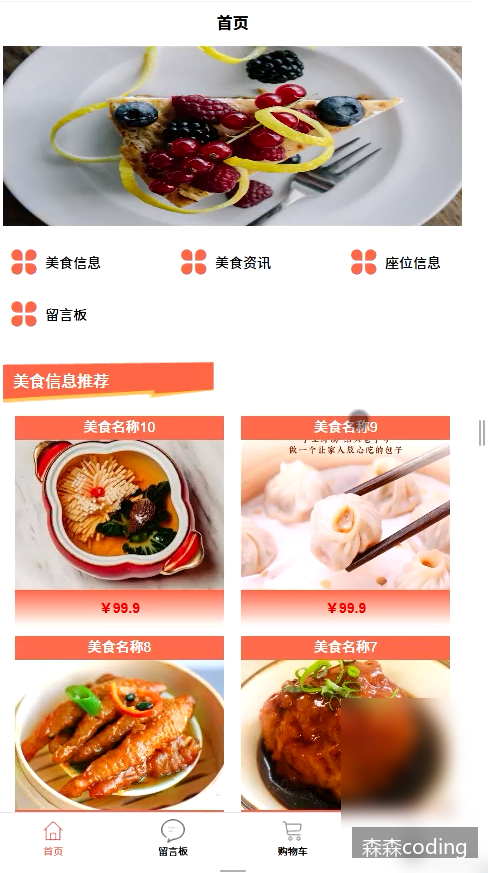 首页
美食信息
美食资讯
座位信息
留言板
美食信息推荐
美食名称10
美食名称9
做一个让家人放心吃的包子
￥99.9
￥99.9
美食名称8
美食名称7
首页
留言板
购物车
森森coding